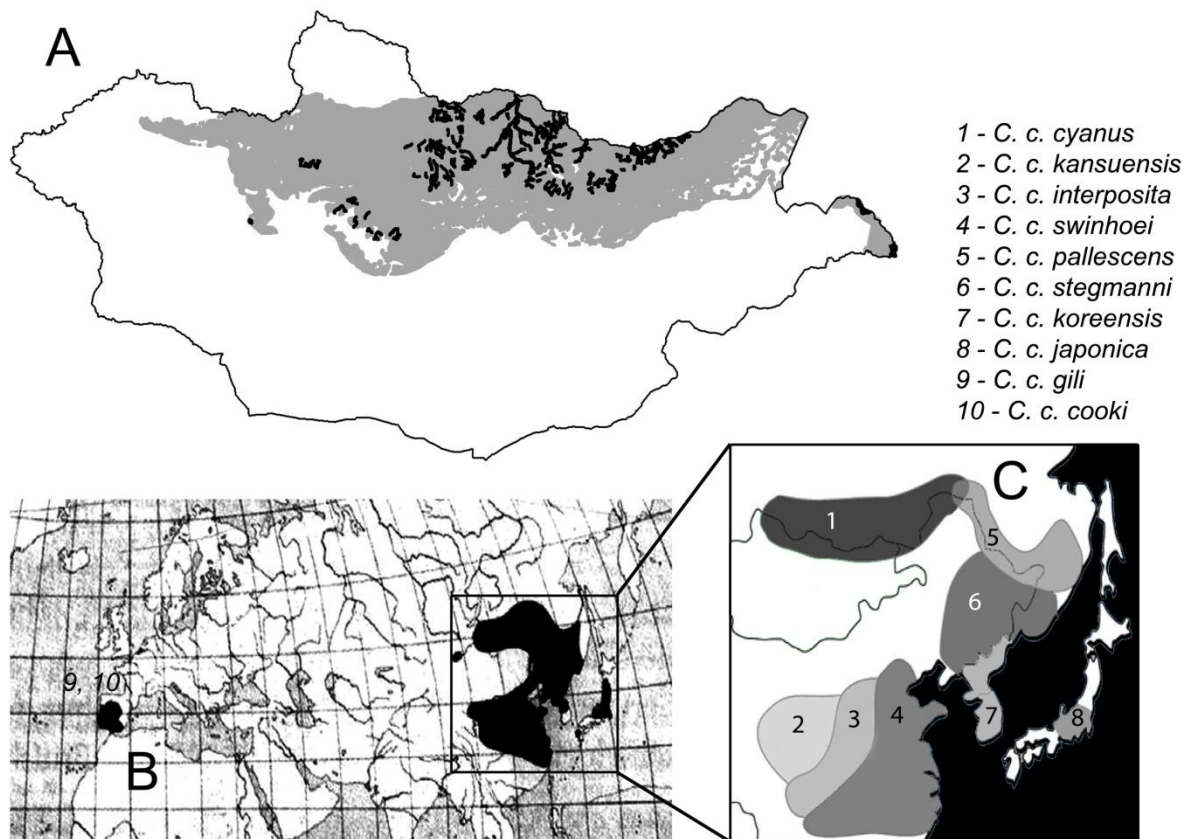 A
1 - C. c. cyanus
2 - C. c. kansuensis
3 - C. c. interposita
4 - C. c. swinhoei
5 - C. c. pallescens
6 - C. c. stegmanni
7 - C. c. koreensis
8 - C. c. japonica
9 - C. c. gili
10 - C. c. cooki
9, 10
B
C
1
5
6
2
3
4
7
8